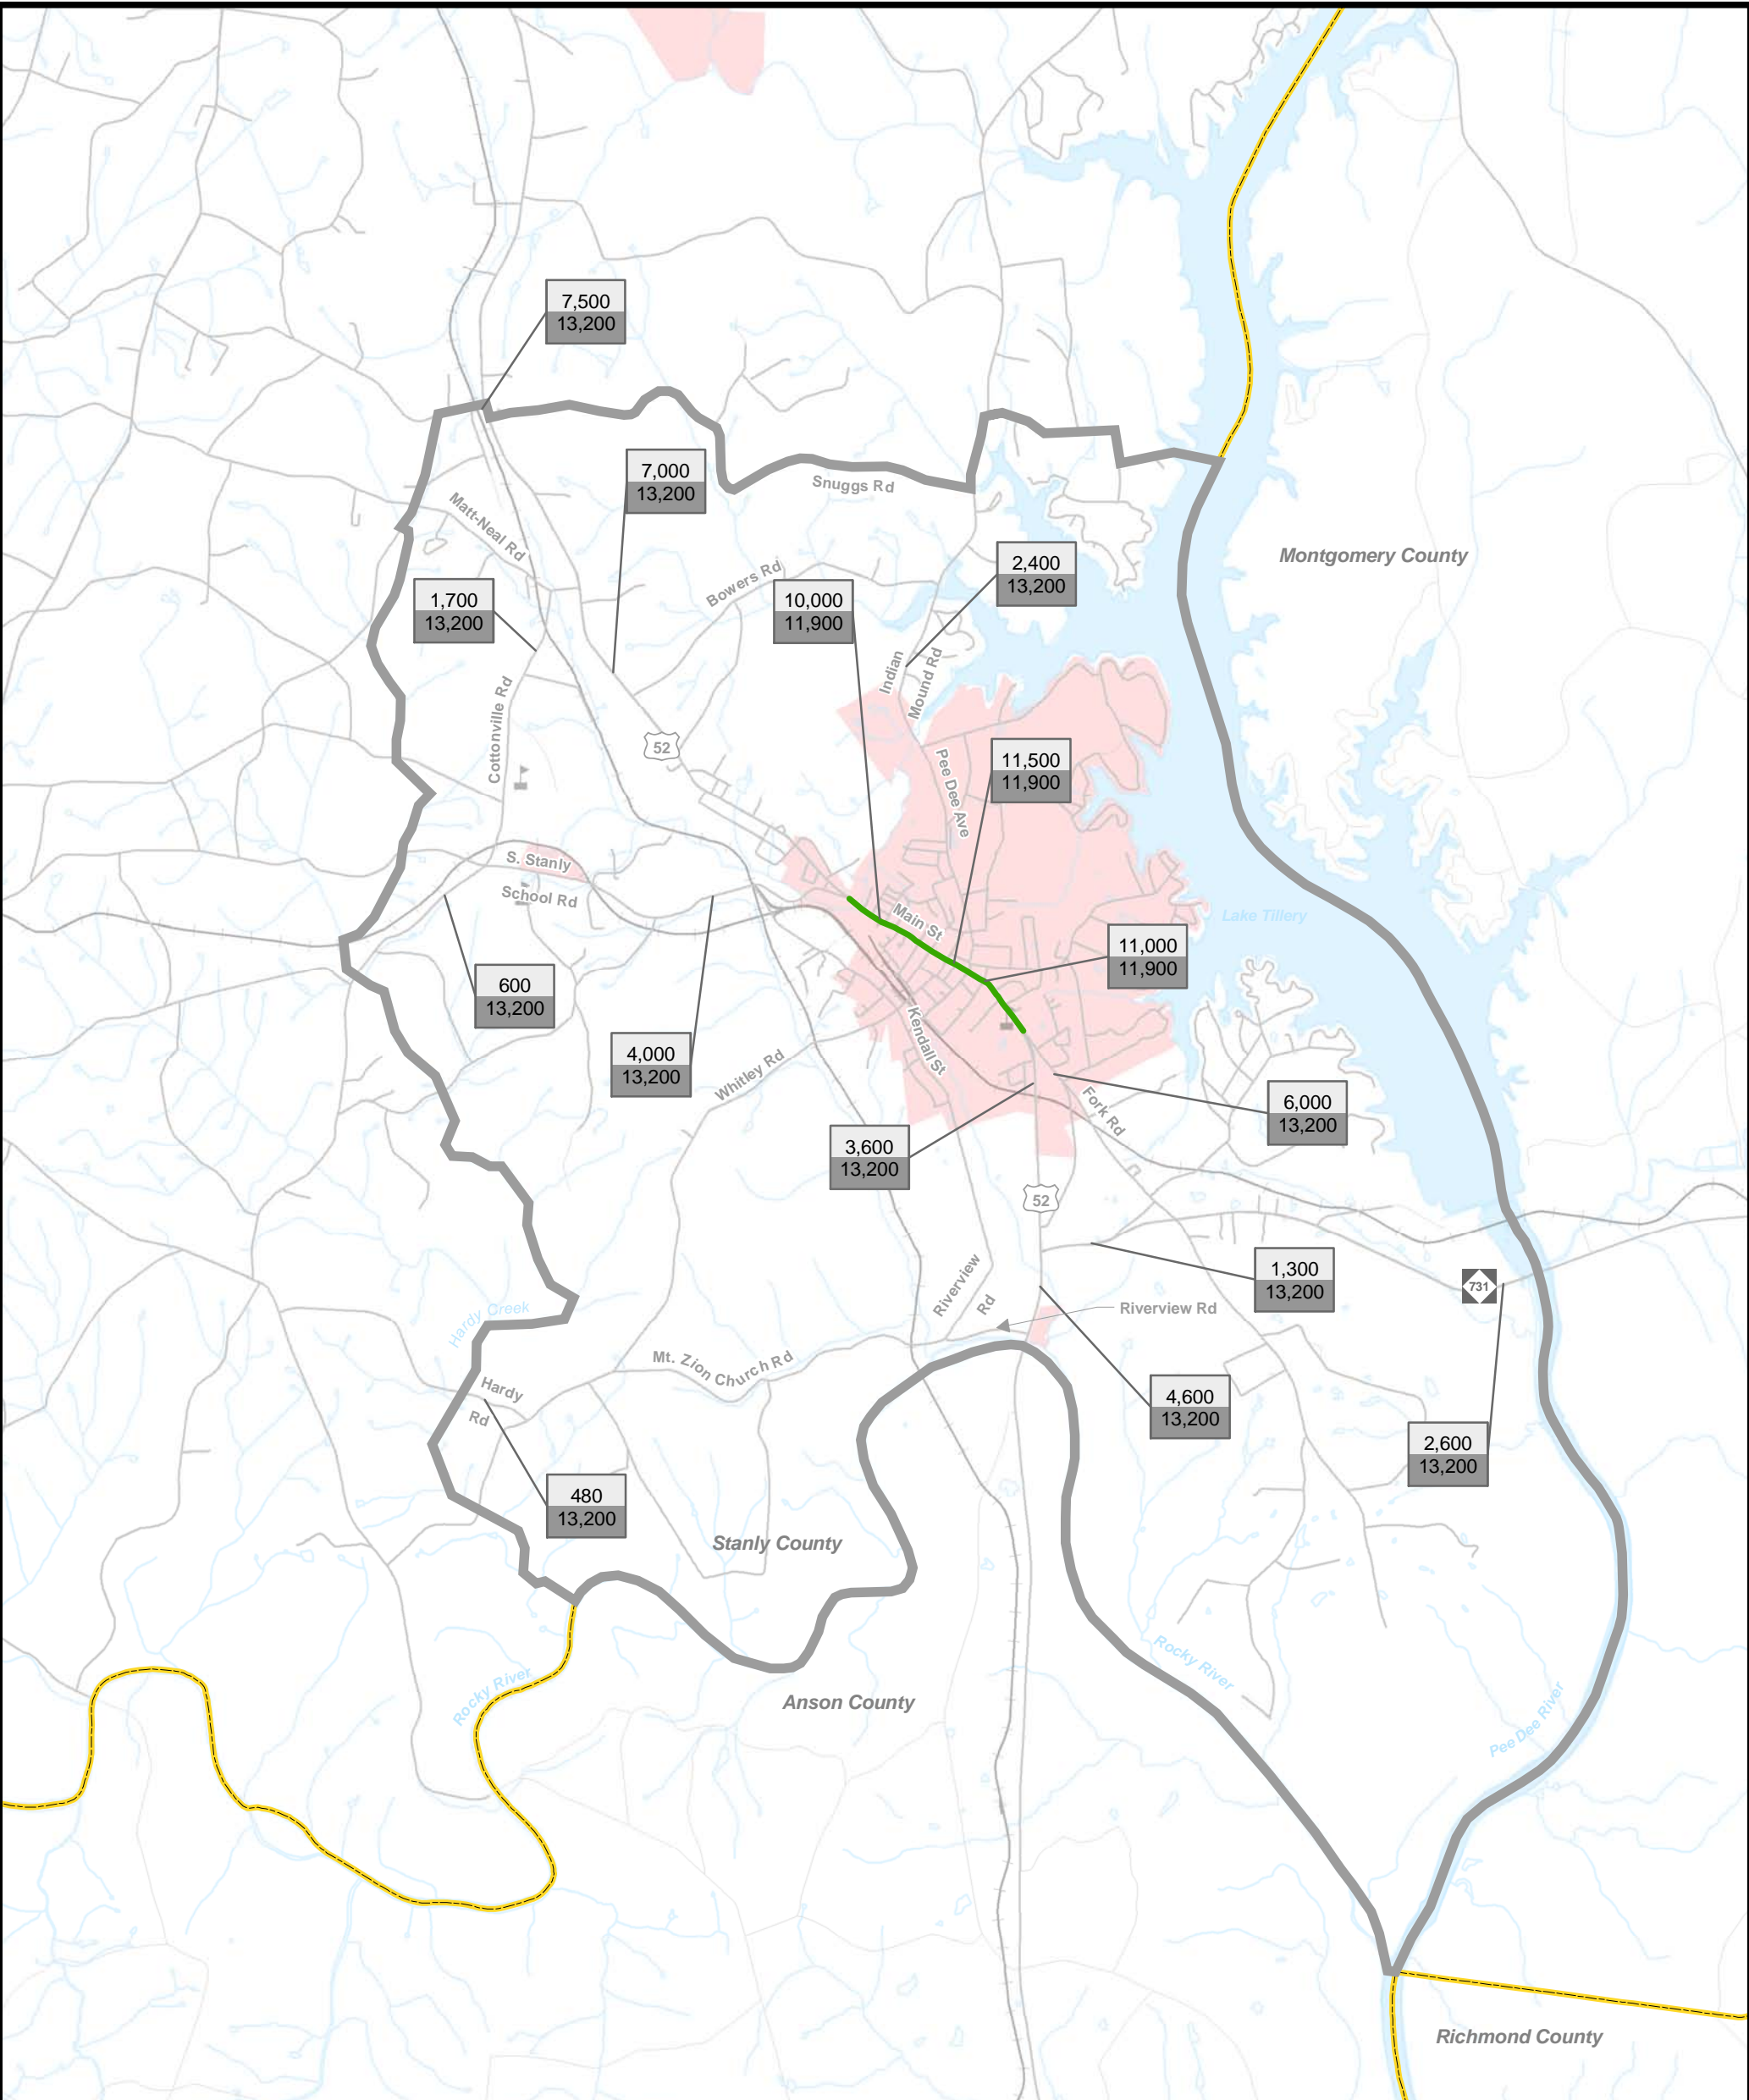 7,500
13,200
7,000
13,200
Snuggs Rd
Matt-Neal Rd
2,400
13,200
Montgomery County
Bowers Rd
1,700
13,200
10,000
11,900
Indian
Mound Rd
Cottonville Rd
52
11,500
11,900
Pee Dee Ave
S. Stanly
School Rd
Main St
Lake Tillery
11,000
11,900
600
13,200
4,000
13,200
Kendall St
Whitley Rd
Fork Rd
6,000
13,200
3,600
13,200
52
1,300
13,200
731
Riverview
Rd
Riverview Rd
Hardy Creek
Mt. Zion Church Rd
Hardy
Rd
4,600
13,200
2,600
13,200
480
13,200
Stanly County
Rocky River
Rocky River
Anson County
Pee Dee River
Richmond County